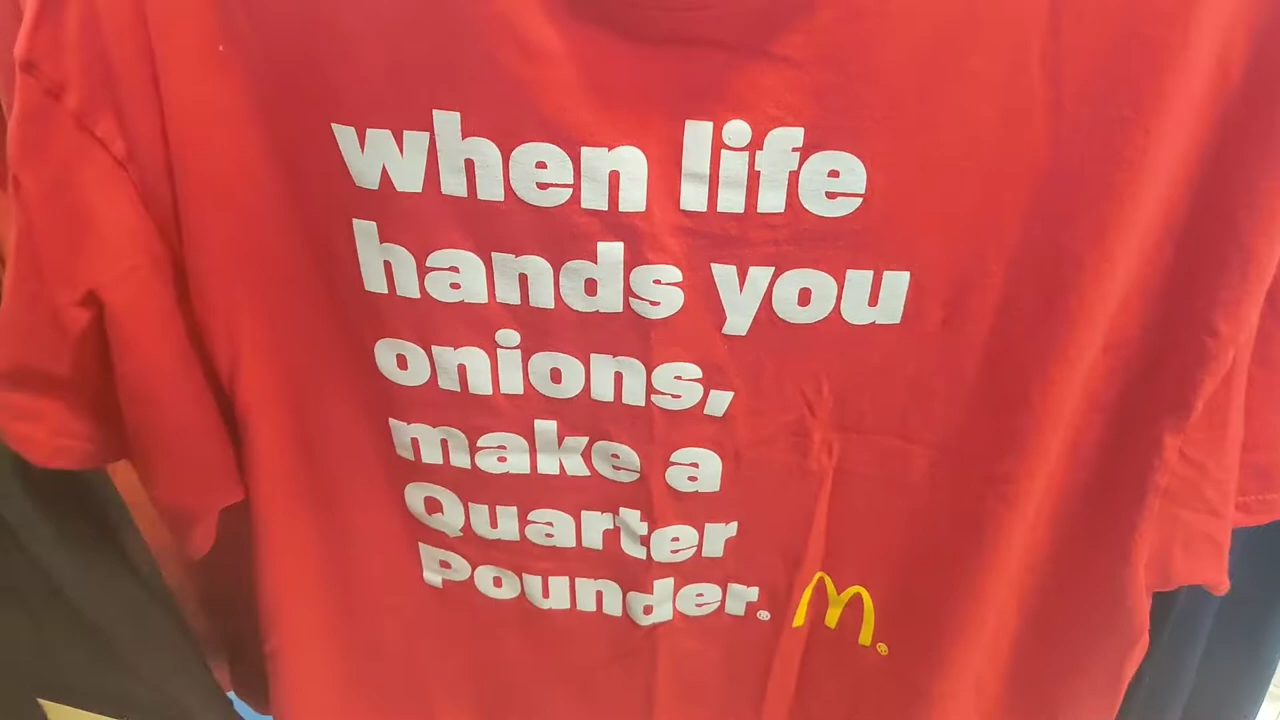 when life
hands you
onions,
make a
Quarter
Pounder.®
M®